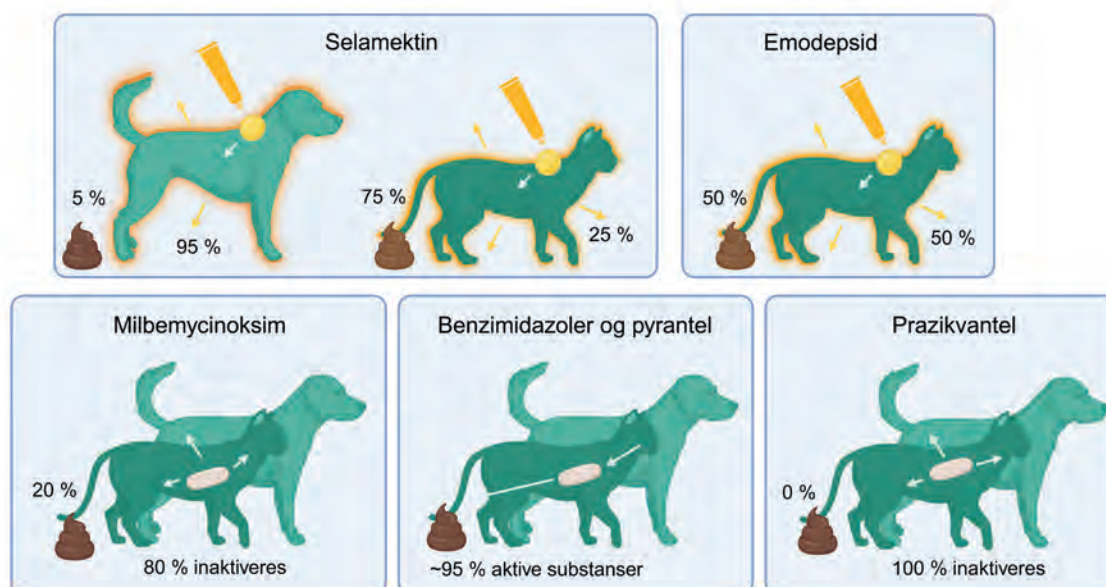 Selamektin
5 %
95 %
75 %
25 %
Emodepsid
50 %
50 %
Milbemycinoksim
20 %
80 % inaktiveres
Benzimidazoler og pyrantel
~95 % aktive substanser
Prazikvantel
0 %
100 % inaktiveres